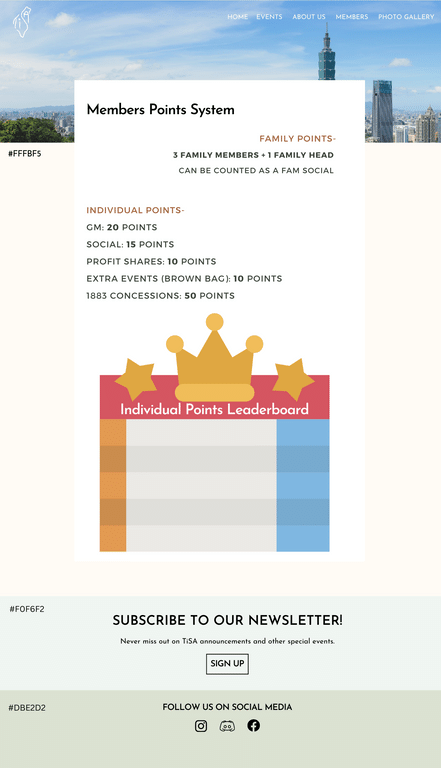 HOME EVENTS ABOUT US MEMBERS PHOTO GALLERY
Members Points System
#FFFBF5
FAMILY POINTS-
3 FAMILY MEMBERS + 1 FAMILY HEAD
CAN BE COUNTED AS A FAM SOCIAL
INDIVIDUAL POINTS-
GM: 20 POINTS
SOCIAL: 15 POINTS
PROFIT SHARES: 10 POINTS
EXTRA EVENTS (BROWN BAG): 10 POINTS
1883 CONCESSIONS: 50 POINTS
Individual Points Leaderboard
#F0F6F2
SUBSCRIBE TO OUR NEWSLETTER!
Never miss out on TiSA announcements and other special events.
SIGN UP
#DBE2D2
FOLLOW US ON SOCIAL MEDIA